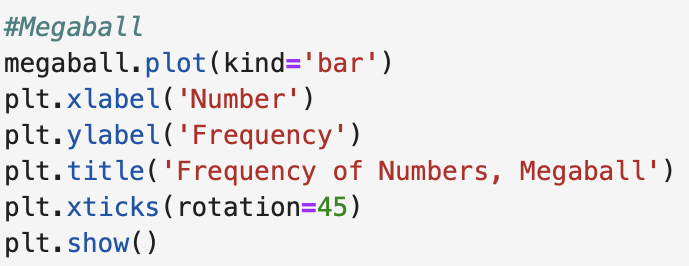 #Megaball
megaball.plot(kind='bar')
plt.xlabel('Number')
plt.ylabel('Frequency')
plt.title('Frequency of Numbers, Megaball')
plt.xticks(rotation=45)
plt.show()